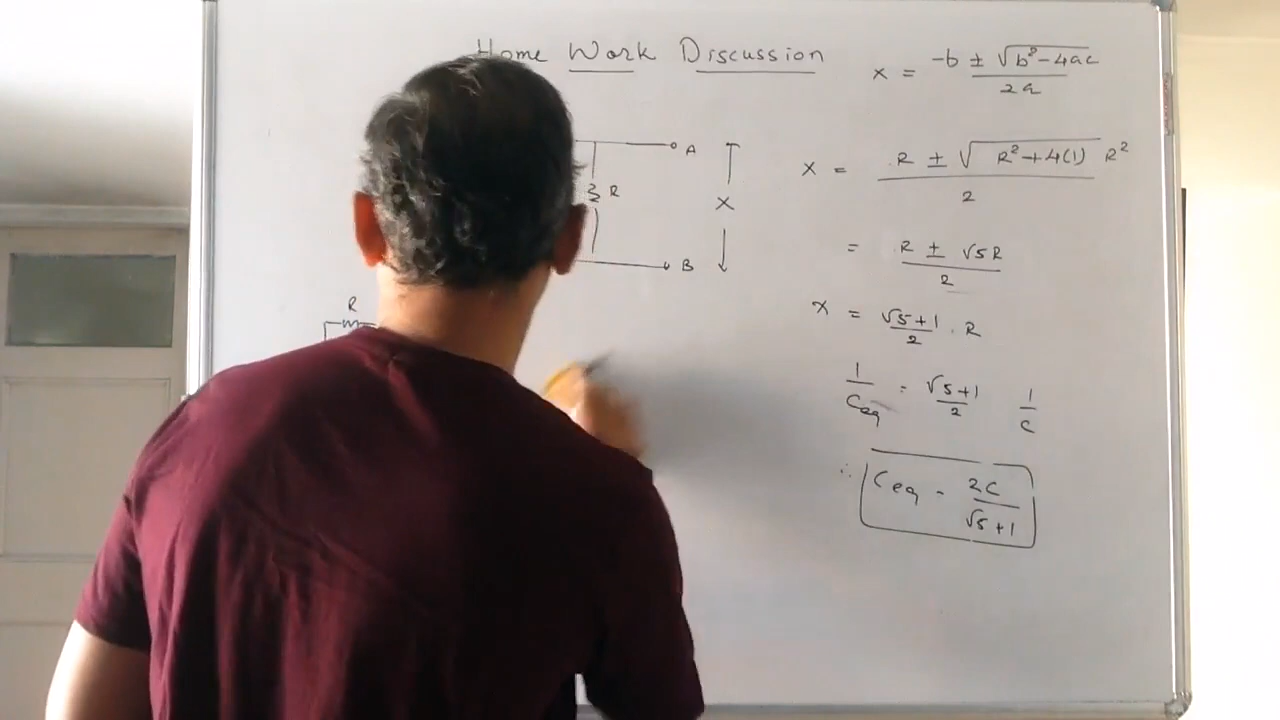 Home Work Discussion
x = -b ± √b²-4ac / 2a
A
R
X
B
x = R ± √R²+4(1) R² / 2
= R ± √5R / 2
R
x = √5+1 / 2 . R
1 / Ceq = √5+1 / 2 1 / C
∴ Ceq = 2C / √5+1